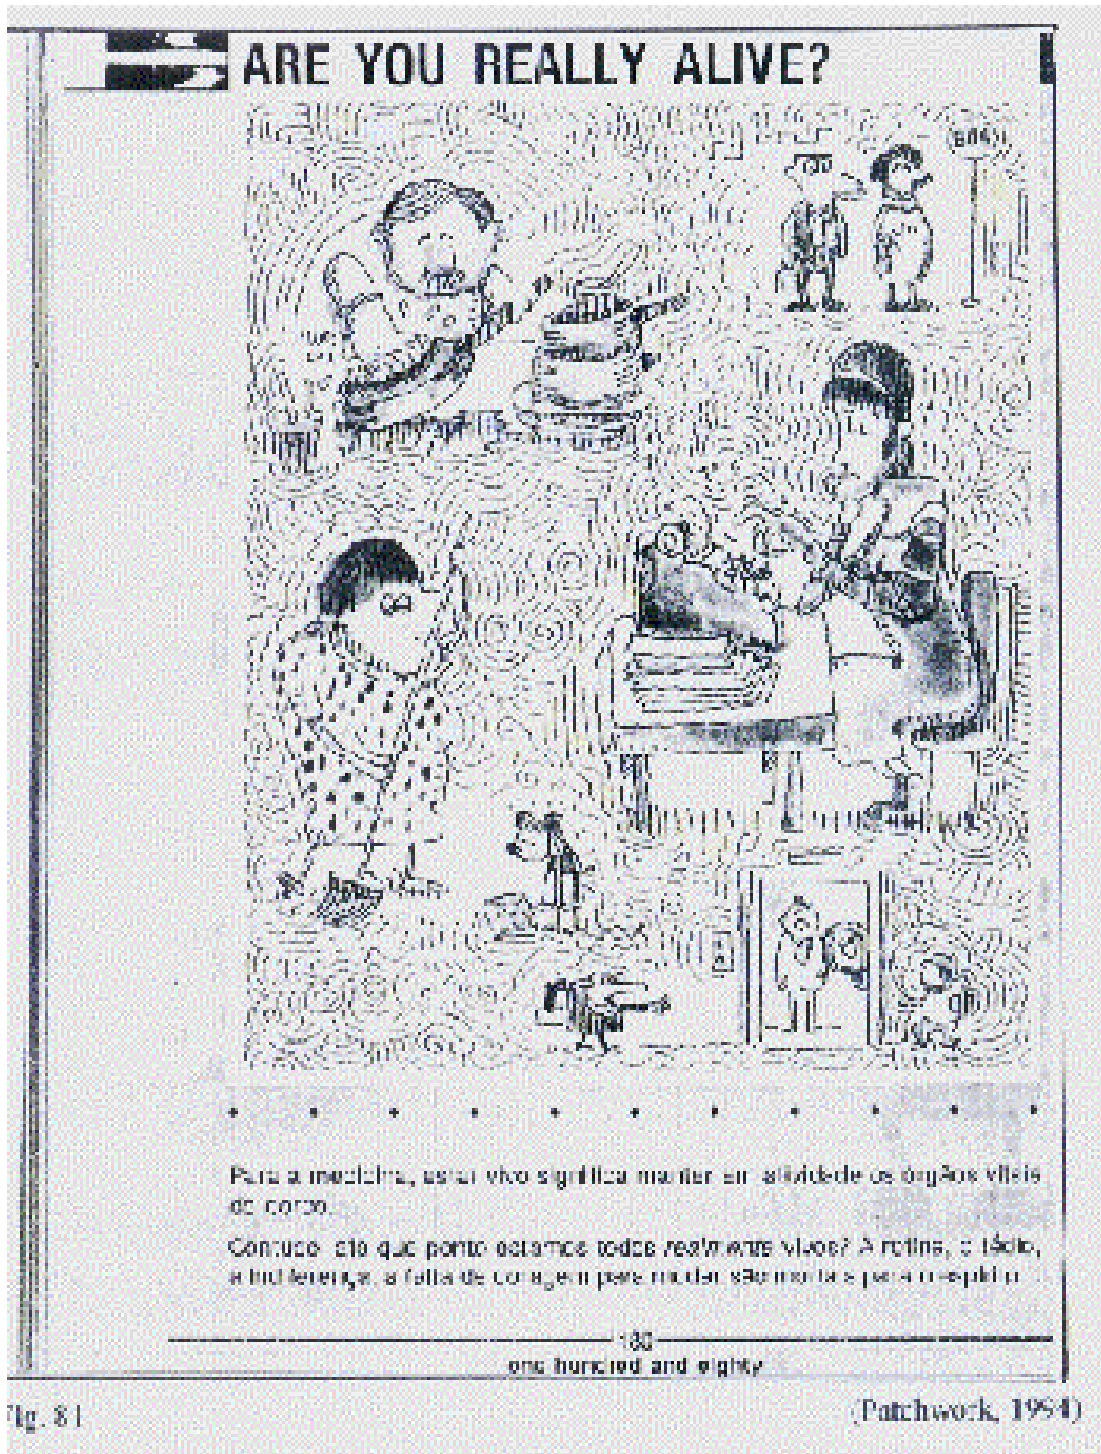 ARE YOU REALLY ALIVE?
Para a medicina, estar vivo significa manter em atividade os órgãos vitais
do corpo.
Contudo, até que ponto estamos todos realmente vivos? A rotina, o tédio,
a indiferença, a falta de coragem para mudar são mortais para o espírito.
180
one hundred and eighty
Fig. 81
(Patchwork, 1994)